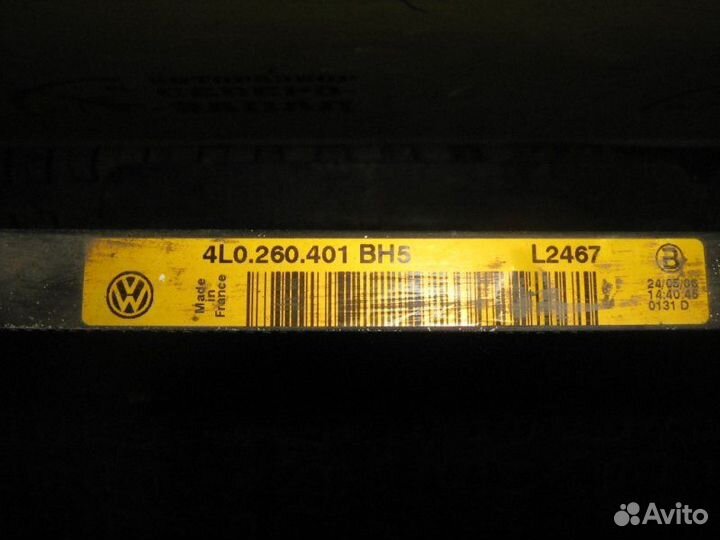 4L0.260.401 BH5
L2467
* Made
in
France
24/05/06
14:40:46
0131 D
Avito